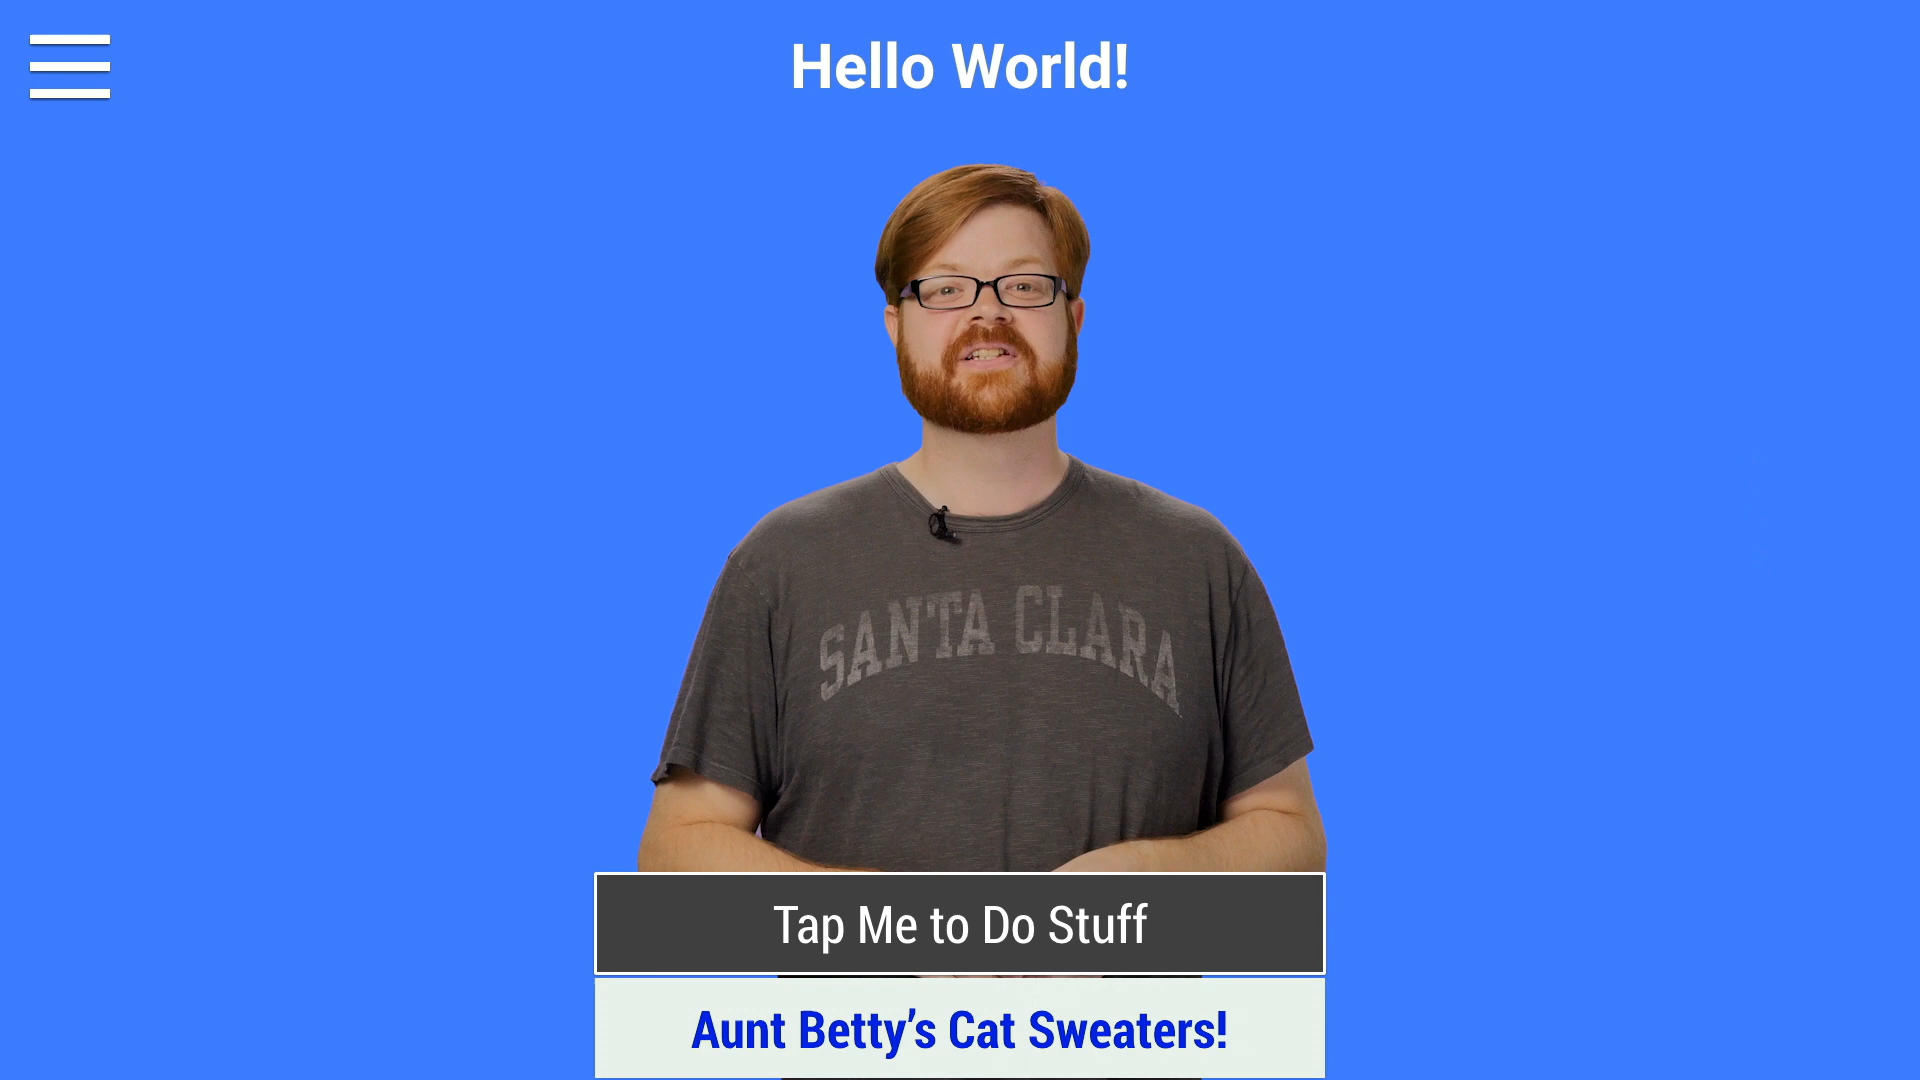 Hello World!
SANTA CLARA
Tap Me to Do Stuff
Aunt Betty’s Cat Sweaters!